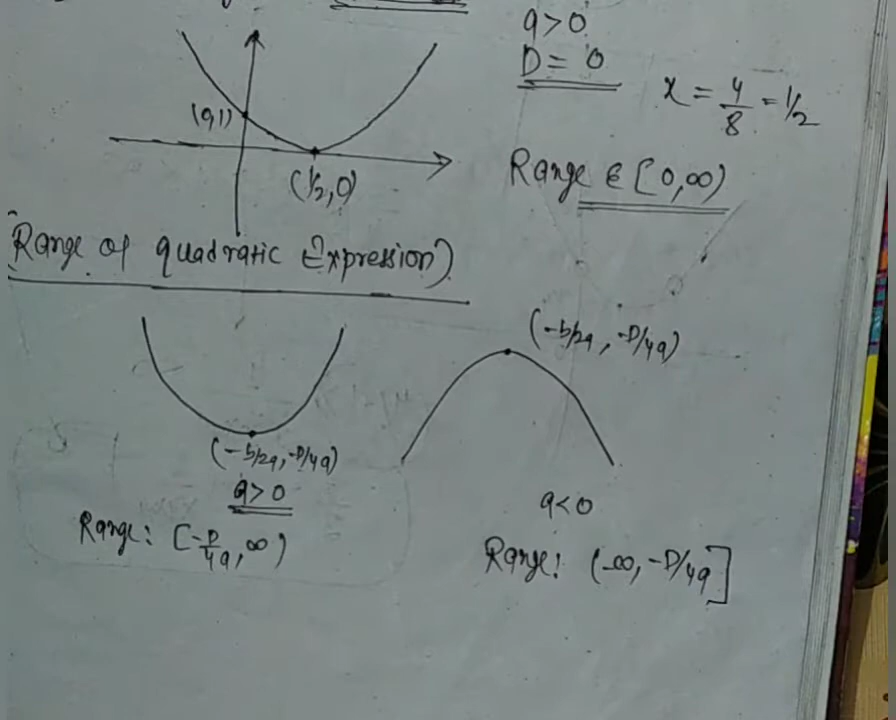 a>0
D = 0
x = 4/8 = 1/2
(0,1)
(1/2,0)
Range ∈ [0,∞)
Range of quadratic Expression)
(-b/2a, -D/4a)
a>0
Range: [-D/4a, ∞)
(-b/2a, -D/4a)
a<0
Range: (-∞, -D/4a]